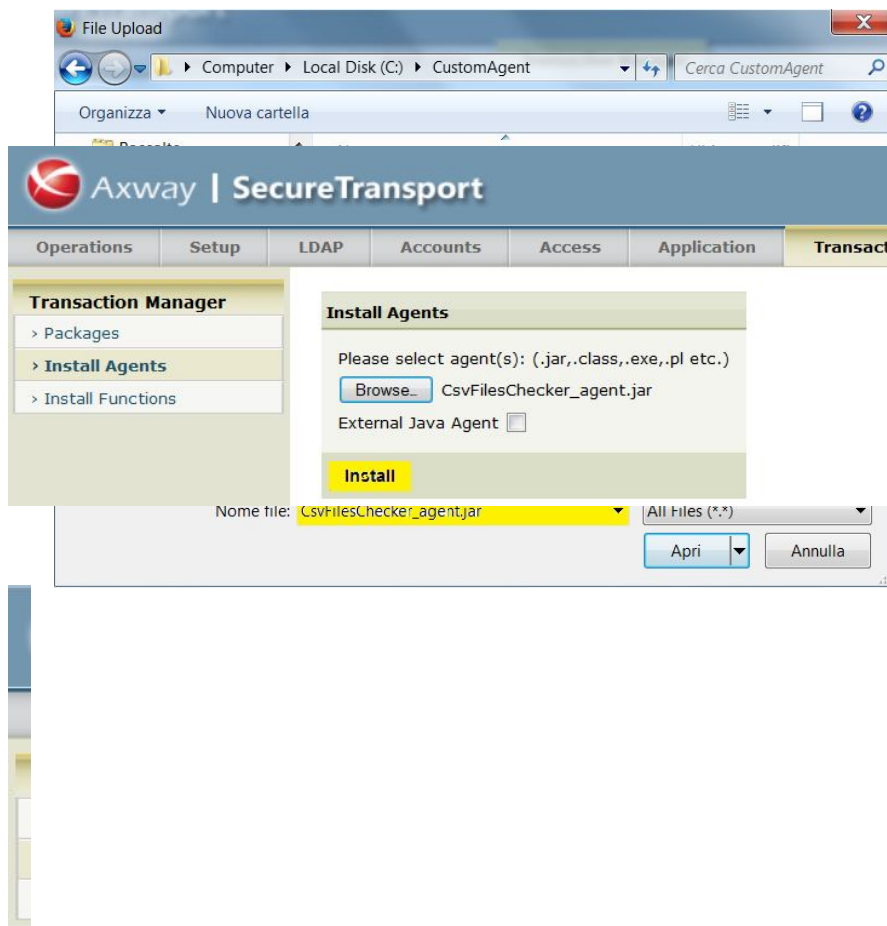 File Upload
Computer Local Disk (C:) CustomAgent Cerca CustomAgent
Organizza Nuova cartella
Axway | SecureTransport
Operations Setup LDAP Accounts Access Application Transact
Transaction Manager
› Packages
› Install Agents
› Install Functions
Install Agents
Please select agent(s): (.jar,.class,.exe,.pl etc.)
Browse_ CsvFilesChecker_agent.jar
External Java Agent
Install
Nome file: CsvFilesChecker_agent.jar All Files (*.*)
Apri Annulla